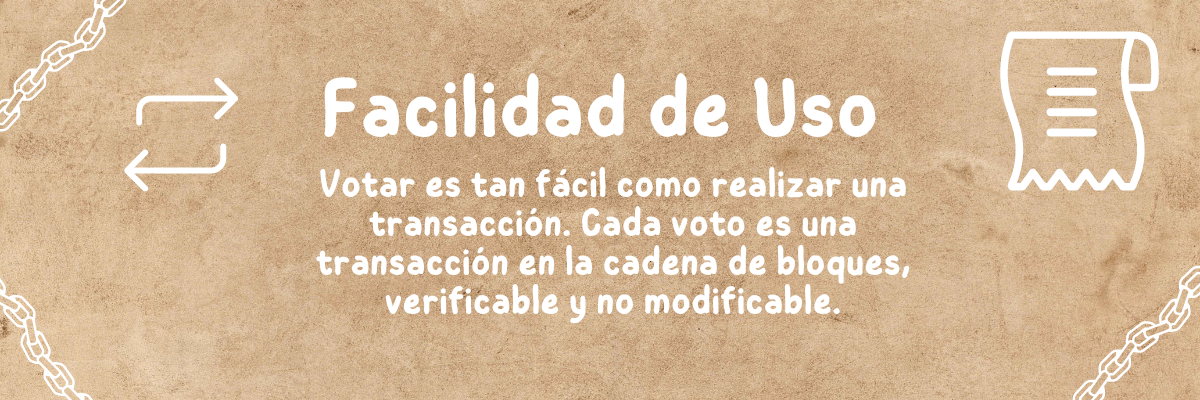 Facilidad de Uso
Votar es tan fácil como realizar una
transacción. Cada voto es una
transacción en la cadena de bloques,
verificable y no modificable.